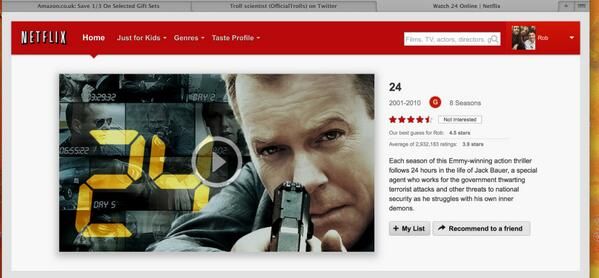 Amazon.co.uk: Save 1/3 On Selected Gift Sets
Troll scientist (OfficialTrolls) on Twitter
Watch 24 Online | Netflix
NETFLIX
Home
Just for Kids
Genres
Taste Profile
Films, TV, actors, directors, g
Rob
24
2001-2010
G
8 Seasons
Not Interested
Our best guess for Rob: 4.5 stars
Average of 2,932,183 ratings: 3.9 stars
Each season of this Emmy-winning action thriller
follows 24 hours in the life of Jack Bauer, a special
agent who works for the government thwarting
terrorist attacks and other threats to national
security as he struggles with his own inner
demons.
+ My List
Recommend to a friend
DAY 2
24
DAY 5